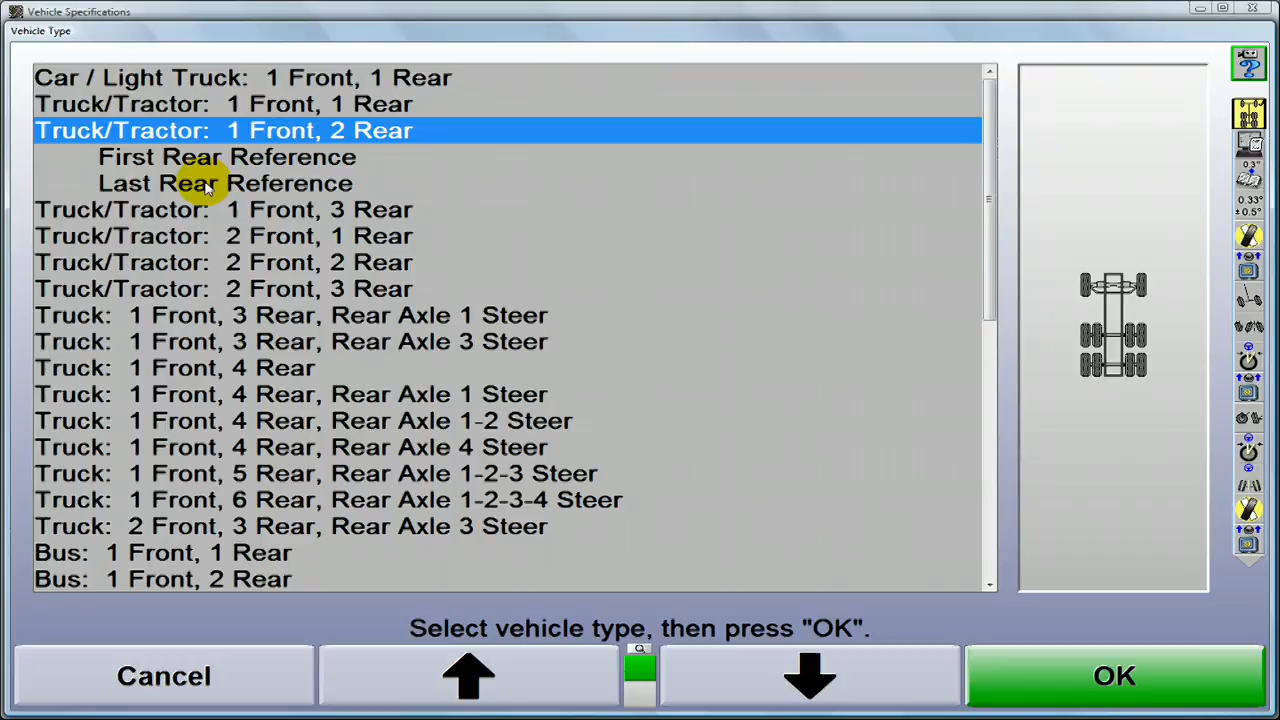 Vehicle Specifications
Vehicle Type
Car / Light Truck: 1 Front, 1 Rear
Truck/Tractor: 1 Front, 1 Rear
Truck/Tractor: 1 Front, 2 Rear
First Rear Reference
Last Rear Reference
Truck/Tractor: 1 Front, 3 Rear
Truck/Tractor: 2 Front, 1 Rear
Truck/Tractor: 2 Front, 2 Rear
Truck/Tractor: 2 Front, 3 Rear
Truck: 1 Front, 3 Rear, Rear Axle 1 Steer
Truck: 1 Front, 3 Rear, Rear Axle 3 Steer
Truck: 1 Front, 4 Rear
Truck: 1 Front, 4 Rear, Rear Axle 1 Steer
Truck: 1 Front, 4 Rear, Rear Axle 1-2 Steer
Truck: 1 Front, 4 Rear, Rear Axle 4 Steer
Truck: 1 Front, 5 Rear, Rear Axle 1-2-3 Steer
Truck: 1 Front, 6 Rear, Rear Axle 1-2-3-4 Steer
Truck: 2 Front, 3 Rear, Rear Axle 3 Steer
Bus: 1 Front, 1 Rear
Bus: 1 Front, 2 Rear
?
0.3°
0.33°
±0.5°
Select vehicle type, then press "OK".
Cancel
OK